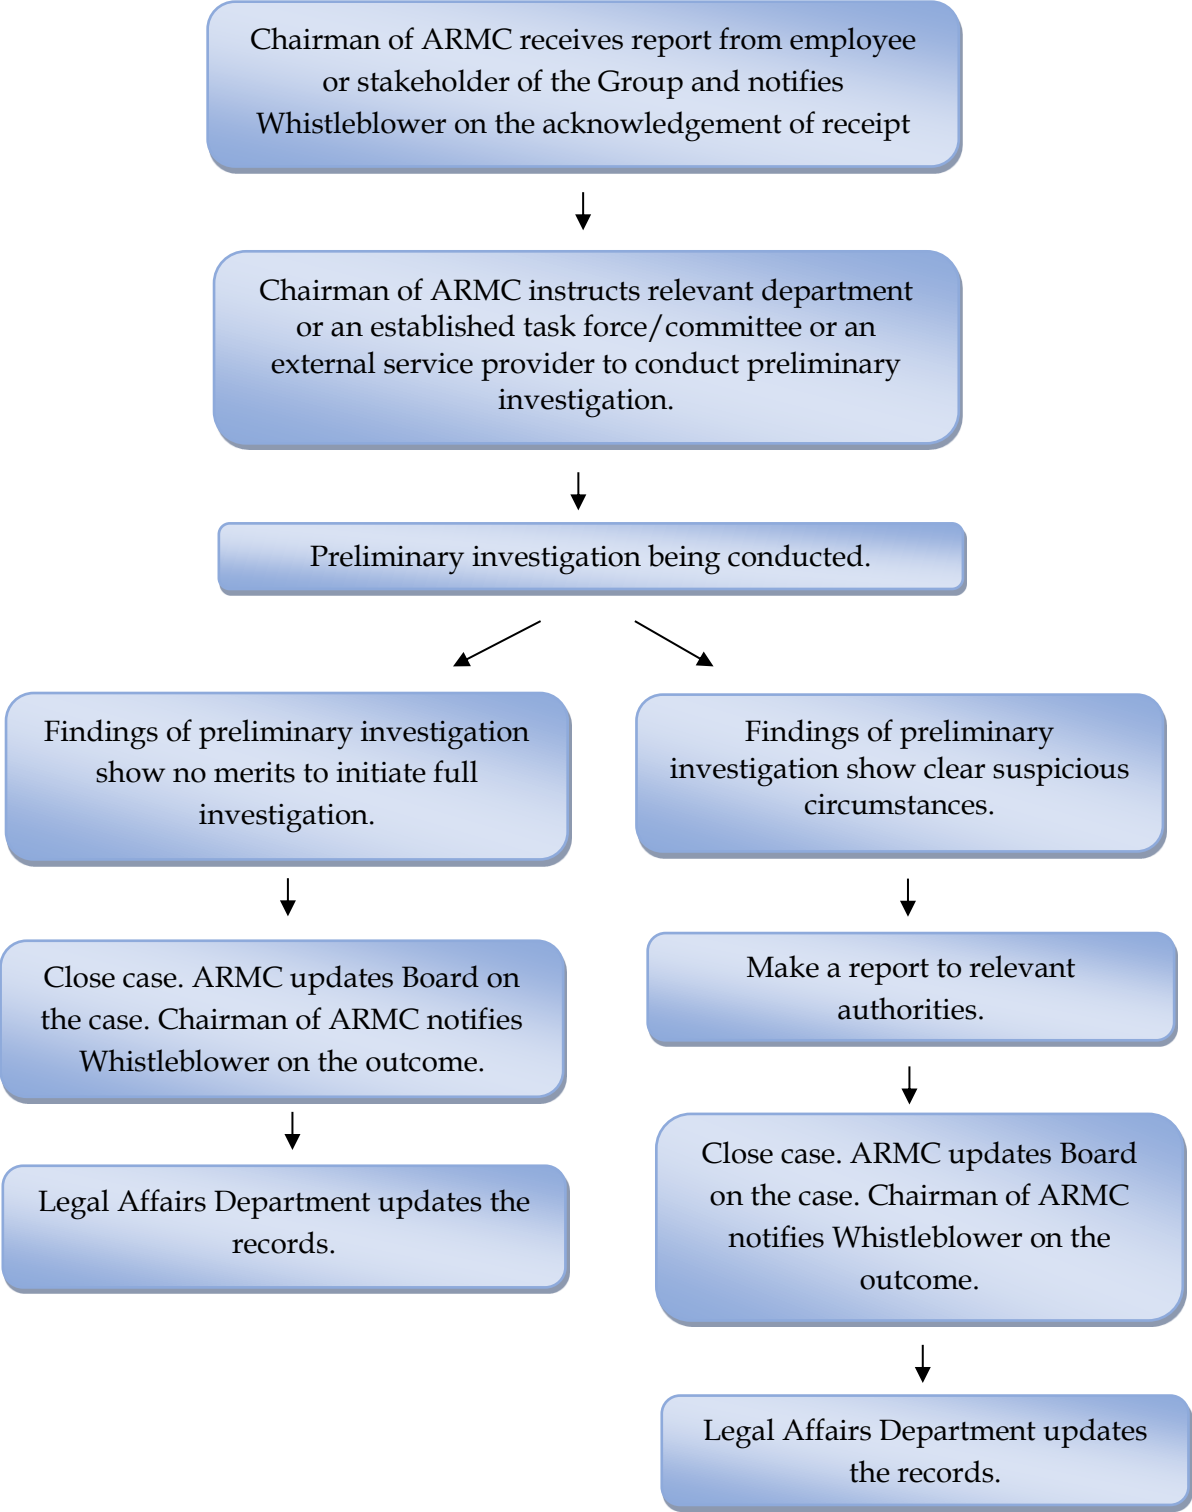 Chairman of ARMC receives report from employee
or stakeholder of the Group and notifies
Whistleblower on the acknowledgement of receipt
Chairman of ARMC instructs relevant department
or an established task force/committee or an
external service provider to conduct preliminary
investigation.
Preliminary investigation being conducted.
Findings of preliminary investigation
show no merits to initiate full
investigation.
Close case. ARMC updates Board on
the case. Chairman of ARMC notifies
Whistleblower on the outcome.
Legal Affairs Department updates the
records.
Findings of preliminary
investigation show clear suspicious
circumstances.
Make a report to relevant
authorities.
Close case. ARMC updates Board
on the case. Chairman of ARMC
notifies Whistleblower on the
outcome.
Legal Affairs Department updates
the records.